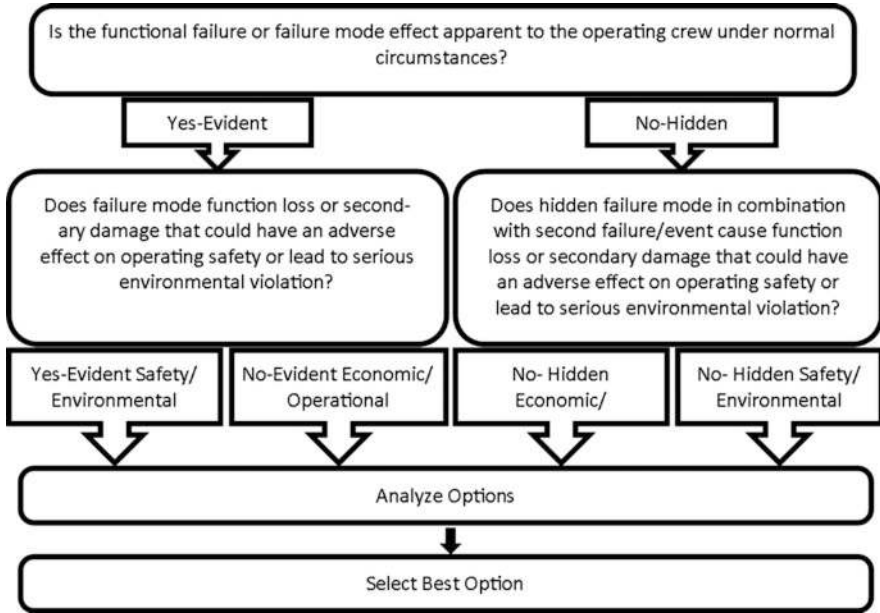 Is the functional failure or failure mode effect apparent to the operating crew under normal
circumstances?
Yes-Evident
No-Hidden
Does failure mode function loss or second-
ary damage that could have an adverse
effect on operating safety or lead to serious
environmental violation?
Does hidden failure mode in combination
with second failure/event cause function
loss or secondary damage that could have
an adverse effect on operating safety or
lead to serious environmental violation?
Yes-Evident Safety/
Environmental
No-Evident Economic/
Operational
No- Hidden
Economic/
No- Hidden Safety/
Environmental
Analyze Options
Select Best Option